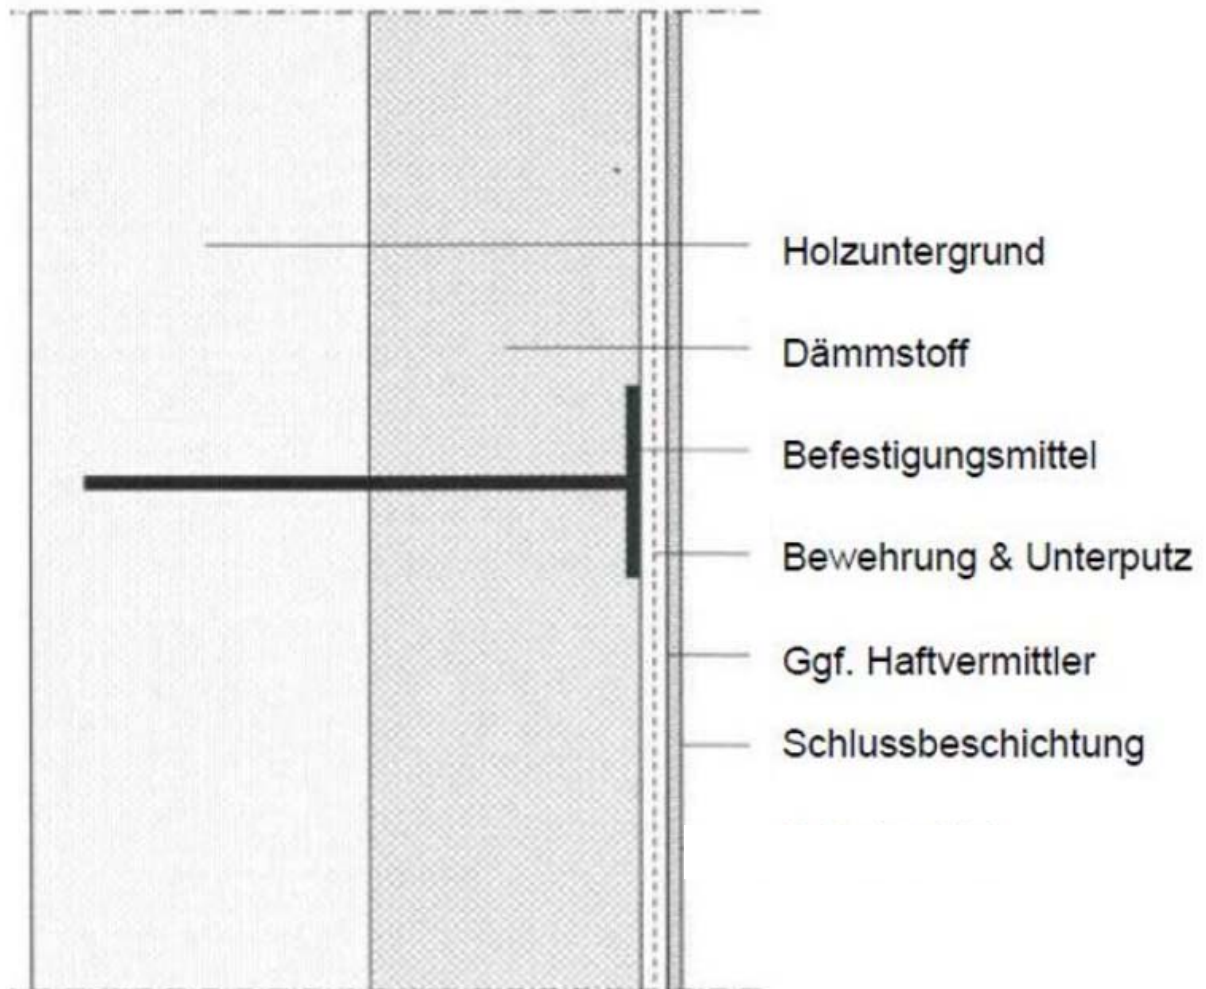 Holzuntergrund
Dämmstoff
Befestigungsmittel
Bewehrung & Unterputz
Ggf. Haftvermittler
Schlussbeschichtung